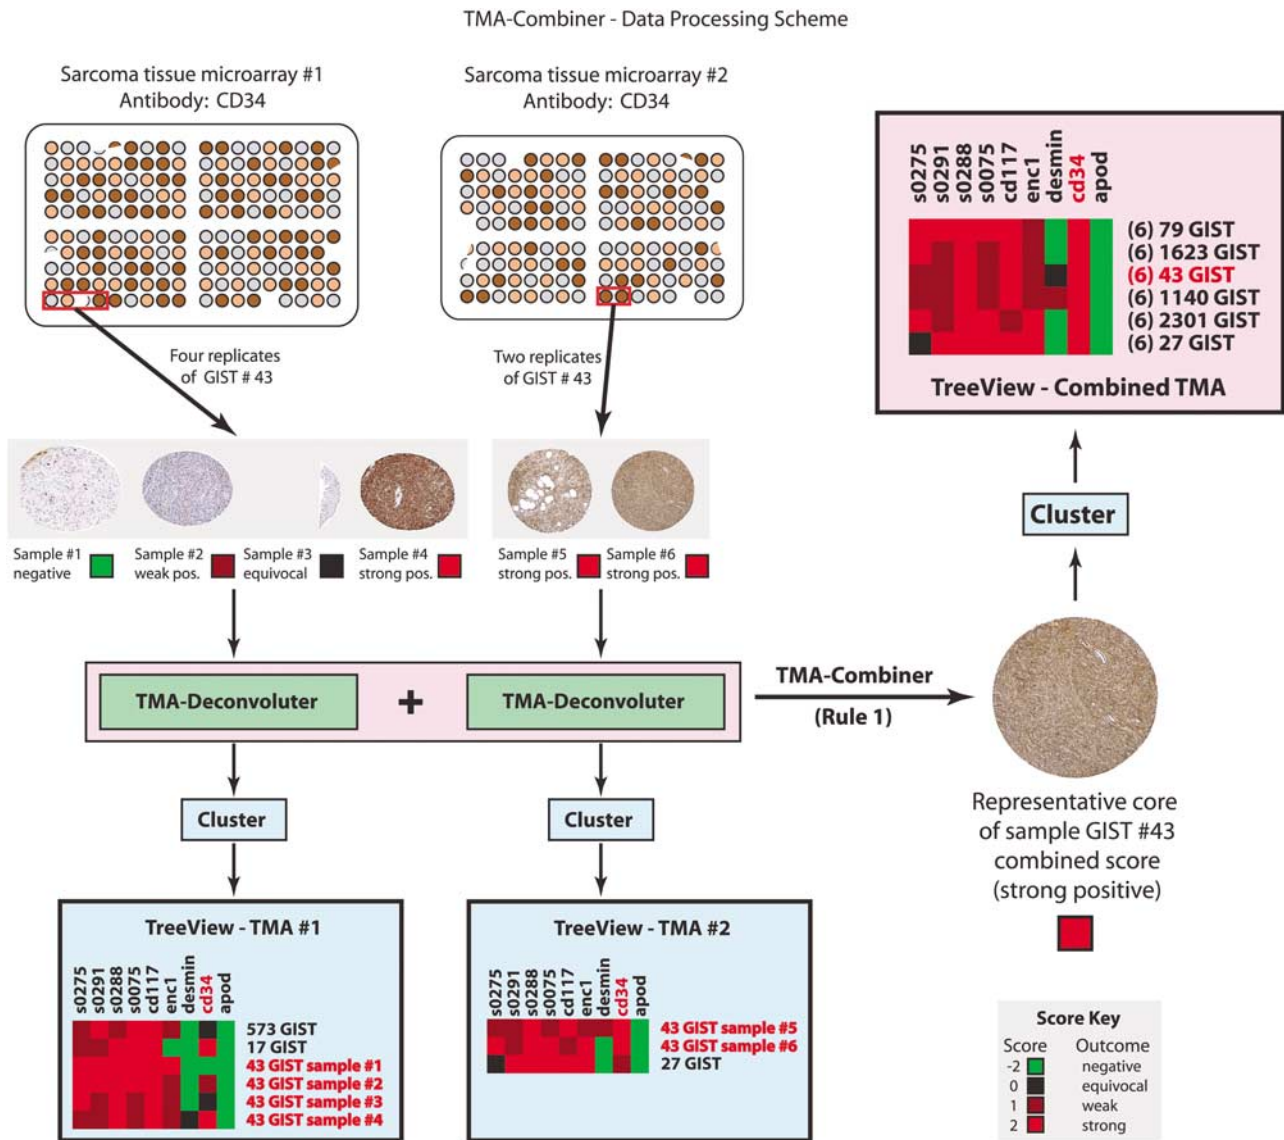 TMA-Combiner - Data Processing Scheme
Sarcoma tissue microarray #1
Antibody: CD34
Sarcoma tissue microarray #2
Antibody: CD34
Four replicates
of GIST # 43
Two replicates
of GIST # 43
Sample #1
negative
Sample #2
weak pos.
Sample #3
equivocal
Sample #4
strong pos.
Sample #5
strong pos.
Sample #6
strong pos.
TMA-Deconvoluter
+
TMA-Deconvoluter
TMA-Combiner
(Rule 1)
Cluster
Cluster
TreeView - TMA #1
s0275
s0291
s0288
s0075
cd117
enc1
desmin
cd34
apod
573 GIST
17 GIST
43 GIST sample #1
43 GIST sample #2
43 GIST sample #3
43 GIST sample #4
TreeView - TMA #2
s0275
s0291
s0288
s0075
cd117
enc1
desmin
cd34
apod
43 GIST sample #5
43 GIST sample #6
27 GIST
s0275
s0291
s0288
s0075
cd117
enc1
desmin
cd34
apod
(6) 79 GIST
(6) 1623 GIST
(6) 43 GIST
(6) 1140 GIST
(6) 2301 GIST
(6) 27 GIST
TreeView - Combined TMA
Cluster
Representative core
of sample GIST #43
combined score
(strong positive)
Score Key
Score Outcome
-2 negative
0 equivocal
1 weak
2 strong